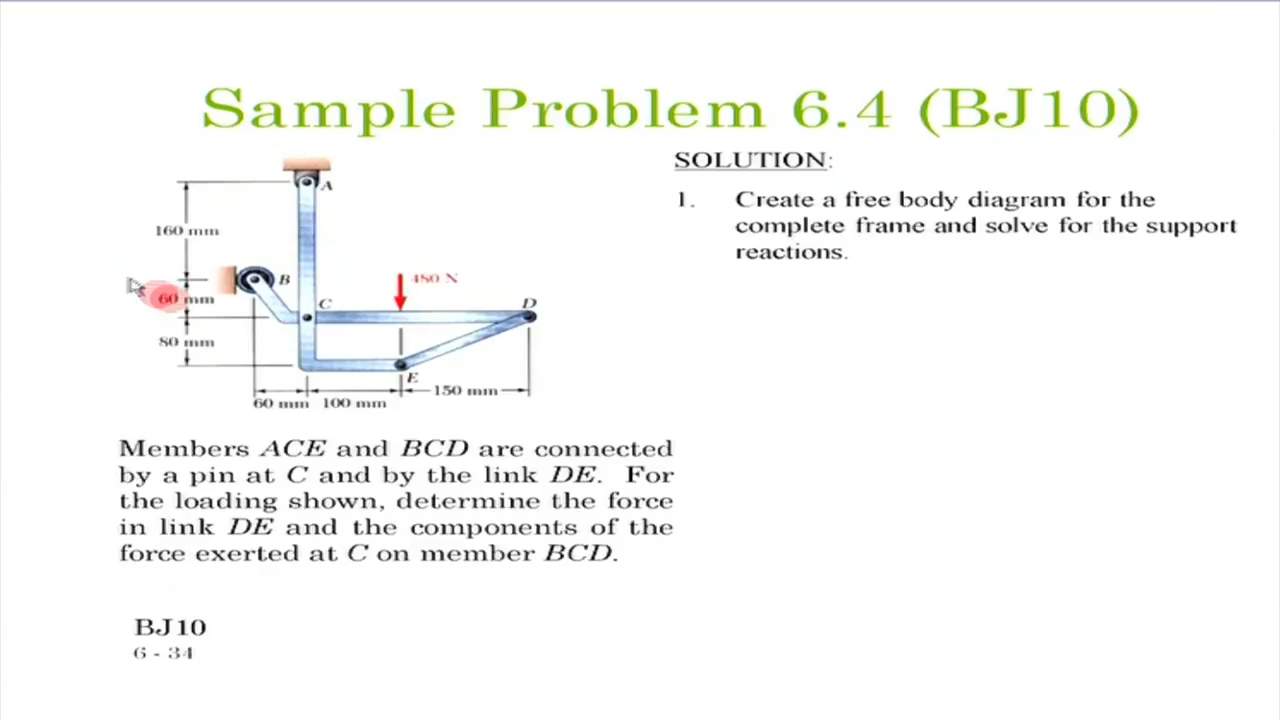 Sample Problem 6.4 (BJ10)
SOLUTION:
1. Create a free body diagram for the
complete frame and solve for the support
reactions.
A
160 mm
B
480 N
60 mm
C
D
80 mm
E
150 mm
60 mm 100 mm
Members ACE and BCD are connected
by a pin at C and by the link DE. For
the loading shown, determine the force
in link DE and the components of the
force exerted at C on member BCD.
BJ10
6 - 34